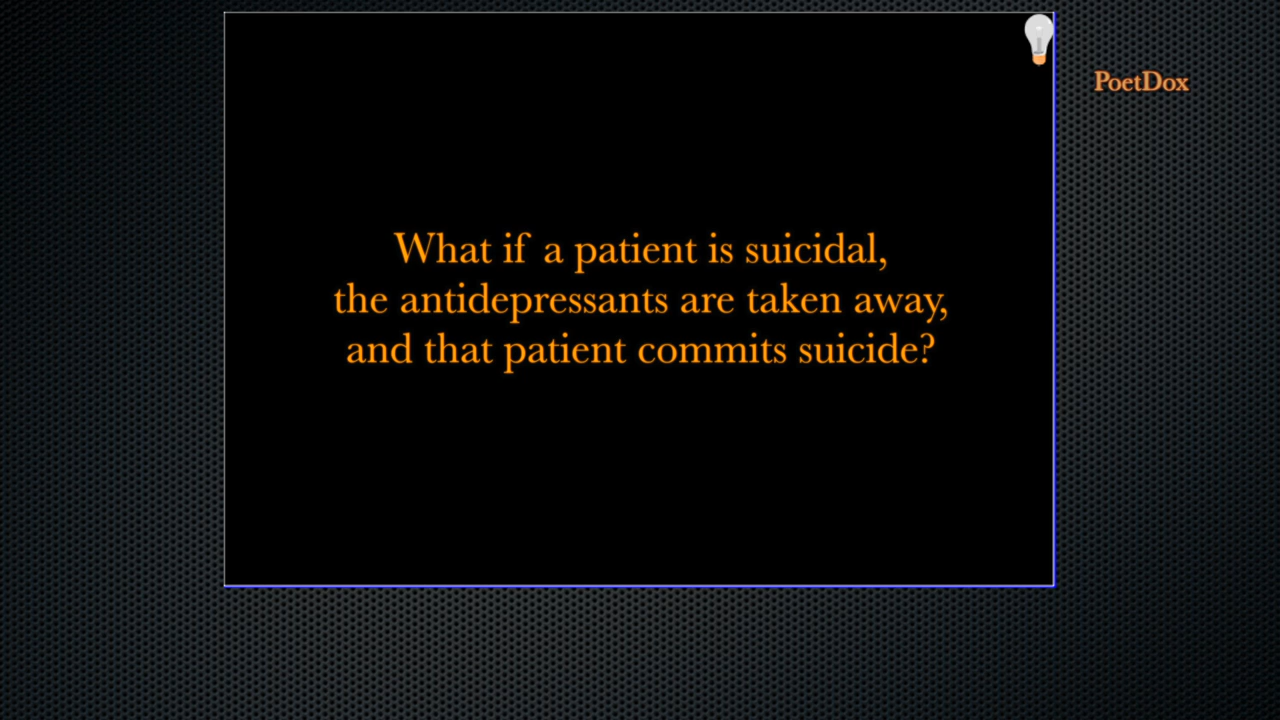 PoetDox
What if a patient is suicidal,
the antidepressants are taken away,
and that patient commits suicide?